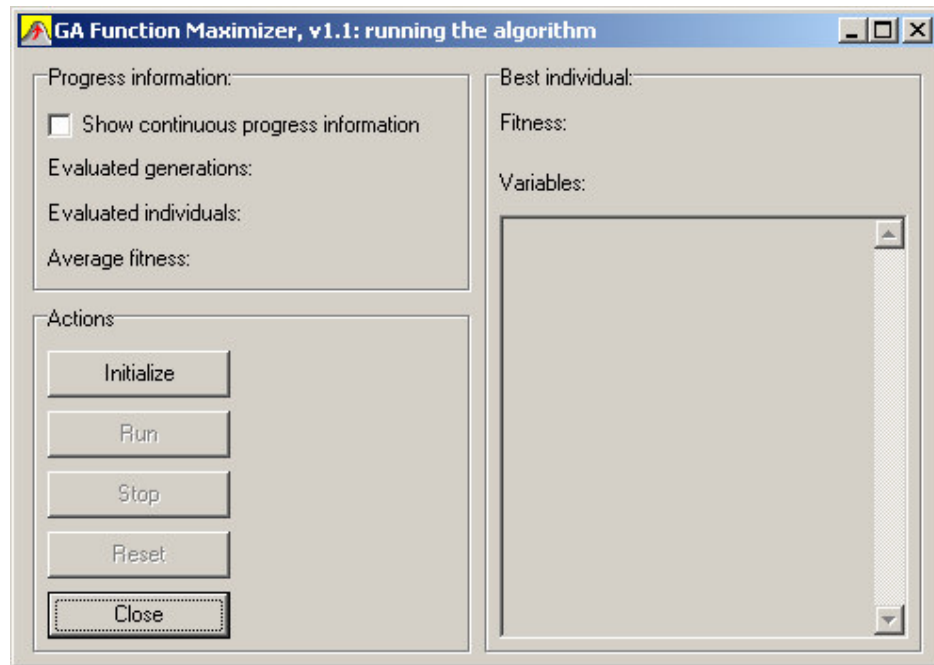 GA Function Maximizer, v1.1: running the algorithm
Progress information:
Show continuous progress information
Evaluated generations:
Evaluated individuals:
Average fitness:
Actions
Initialize
Run
Stop
Reset
Close
Best individual:
Fitness:
Variables: